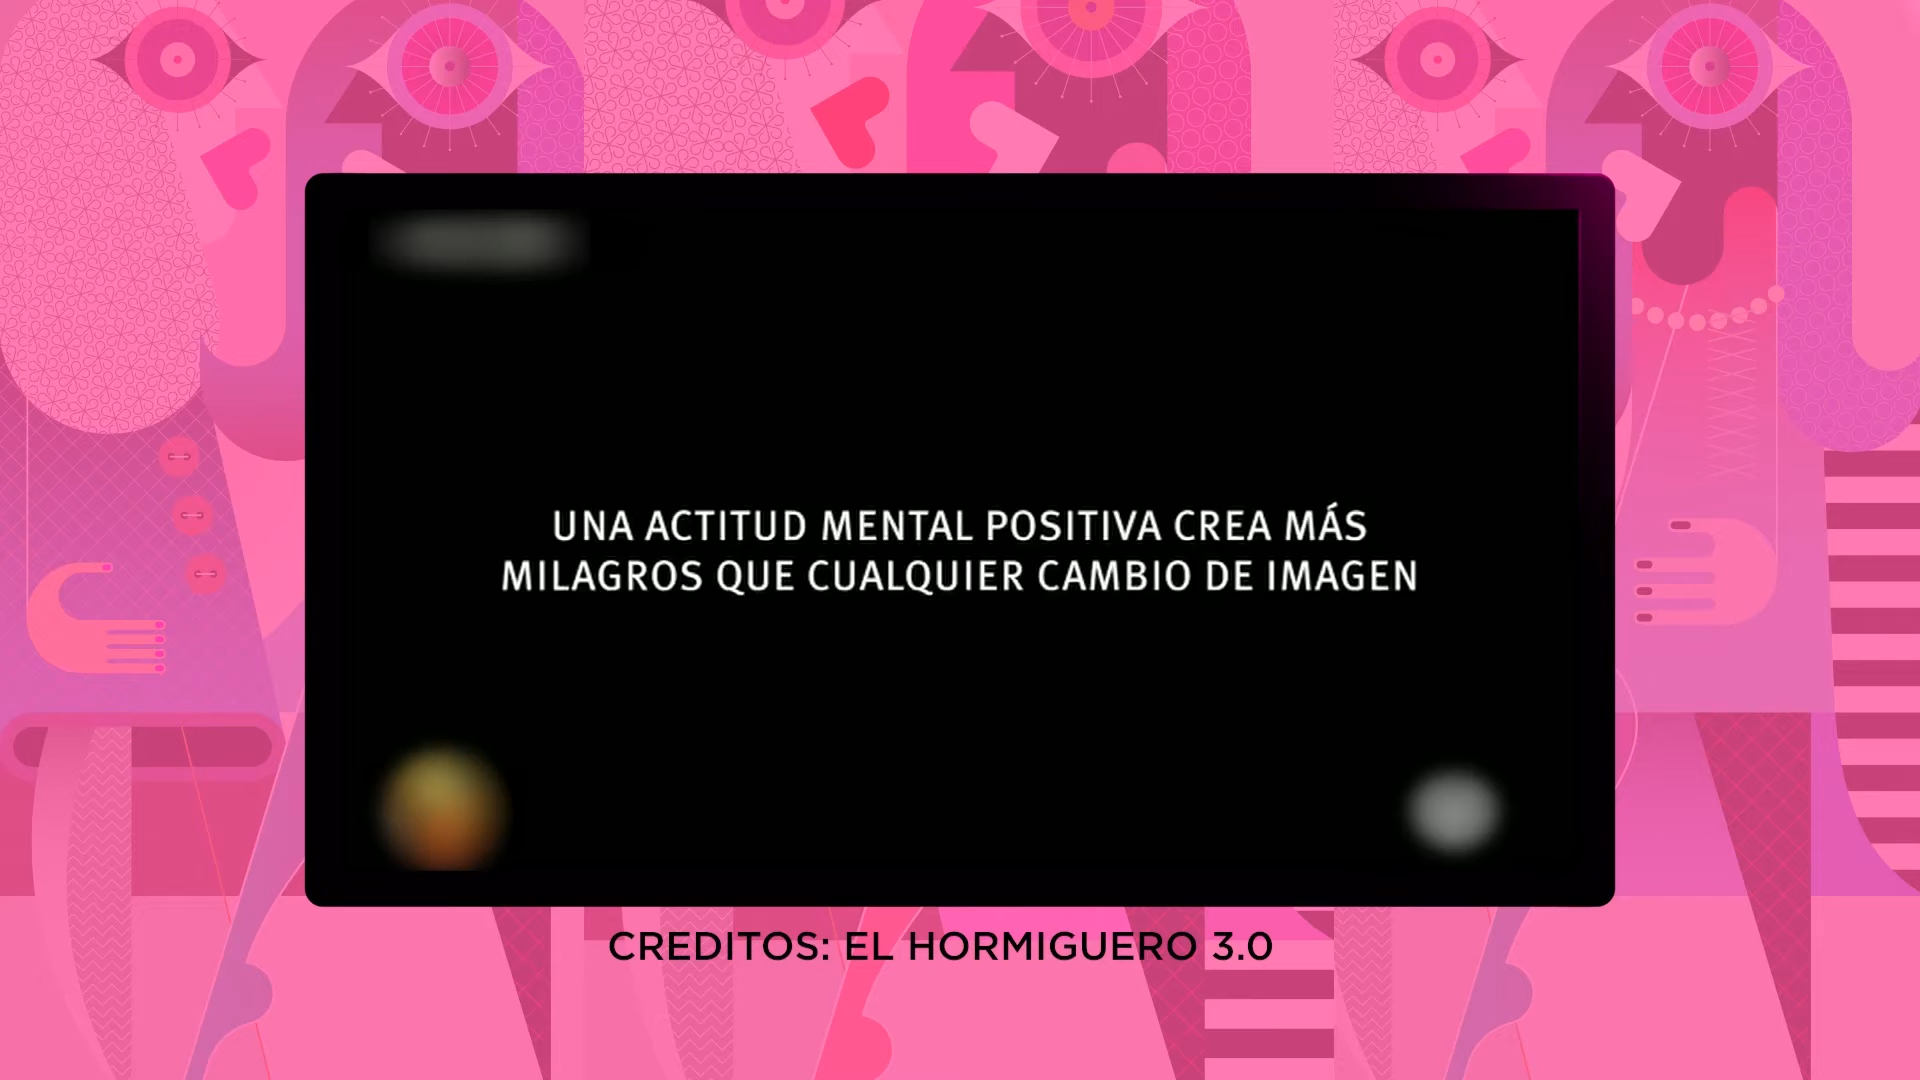 UNA ACTITUD MENTAL POSITIVA CREA MÁS
MILAGROS QUE CUALQUIER CAMBIO DE IMAGEN
CREDITOS: EL HORMIGUERO 3.0